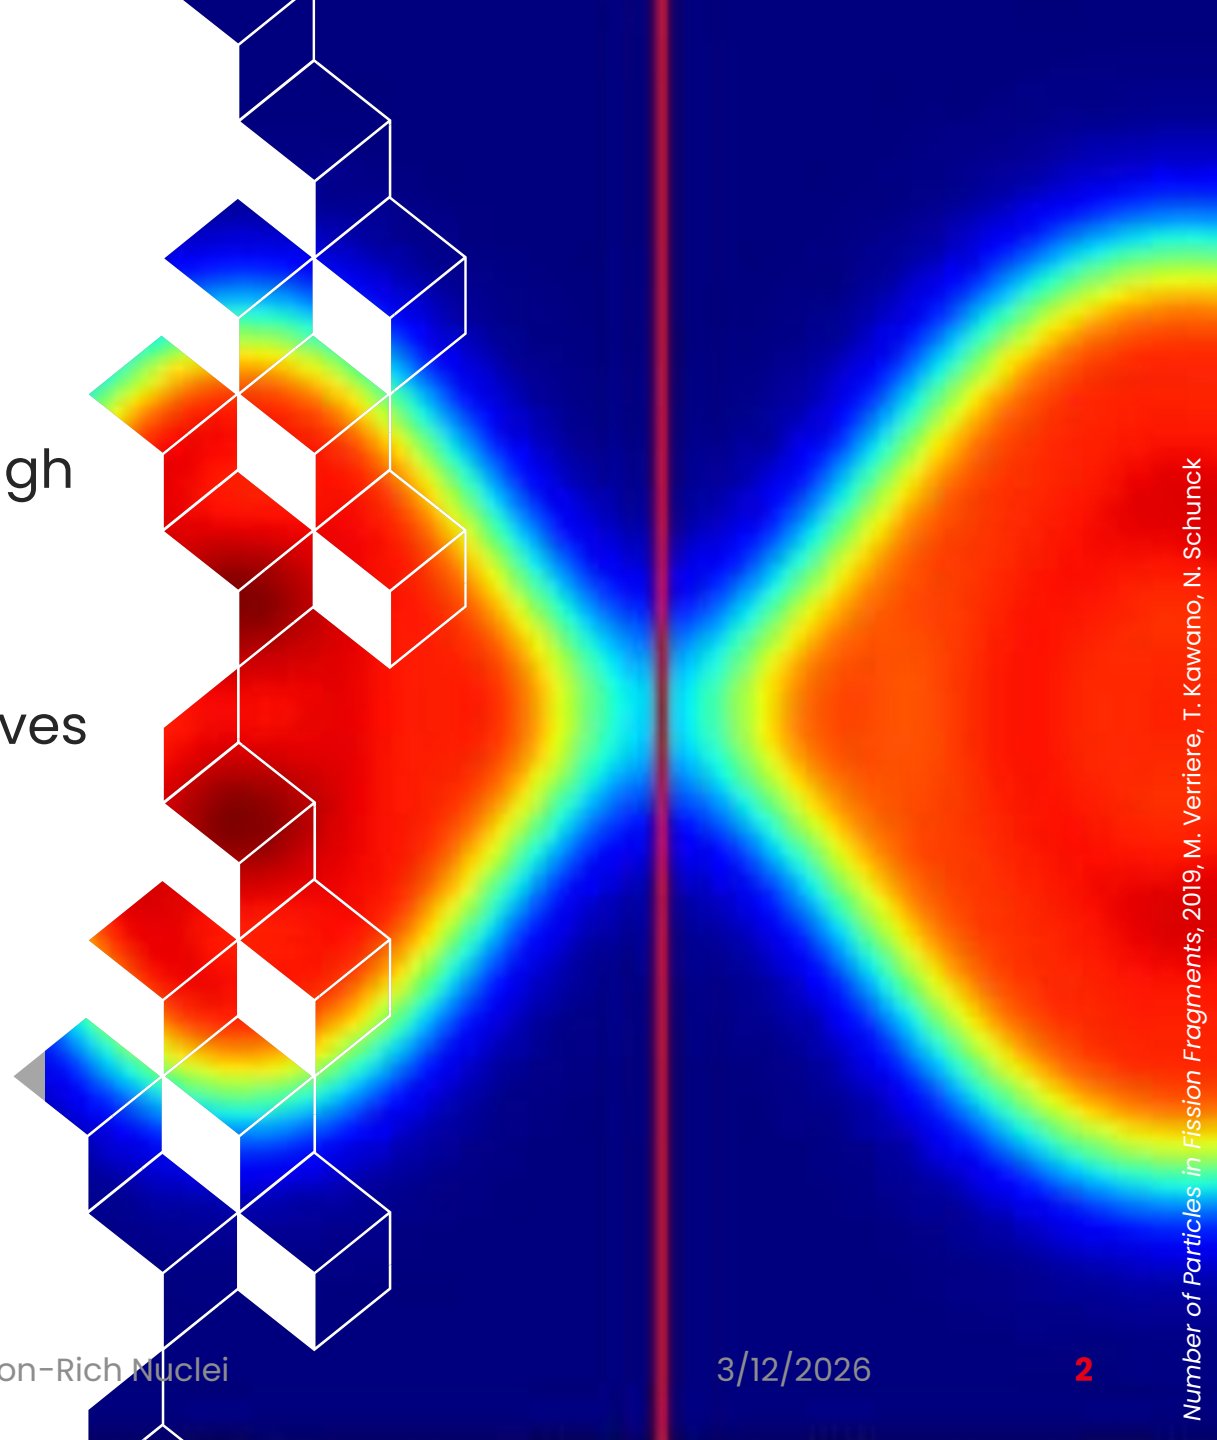 gh
ves
on-Rich Nuclei
3/12/2026
2
Number of Particles in Fission Fragments, 2019, M. Verriere, T. Kawano, N. Schunck